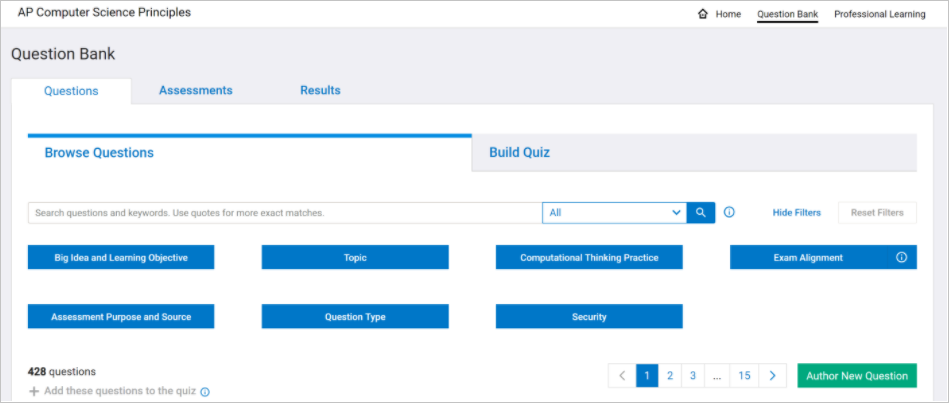 AP Computer Science Principles
Home Question Bank Professional Learning
Question Bank
Questions Assessments Results
Browse Questions Build Quiz
Search questions and keywords. Use quotes for more exact matches. All Hide Filters Reset Filters
Big Idea and Learning Objective Topic Computational Thinking Practice Exam Alignment
Assessment Purpose and Source Question Type Security
428 questions
1 2 3 ... 15 Author New Question
+ Add these questions to the quiz